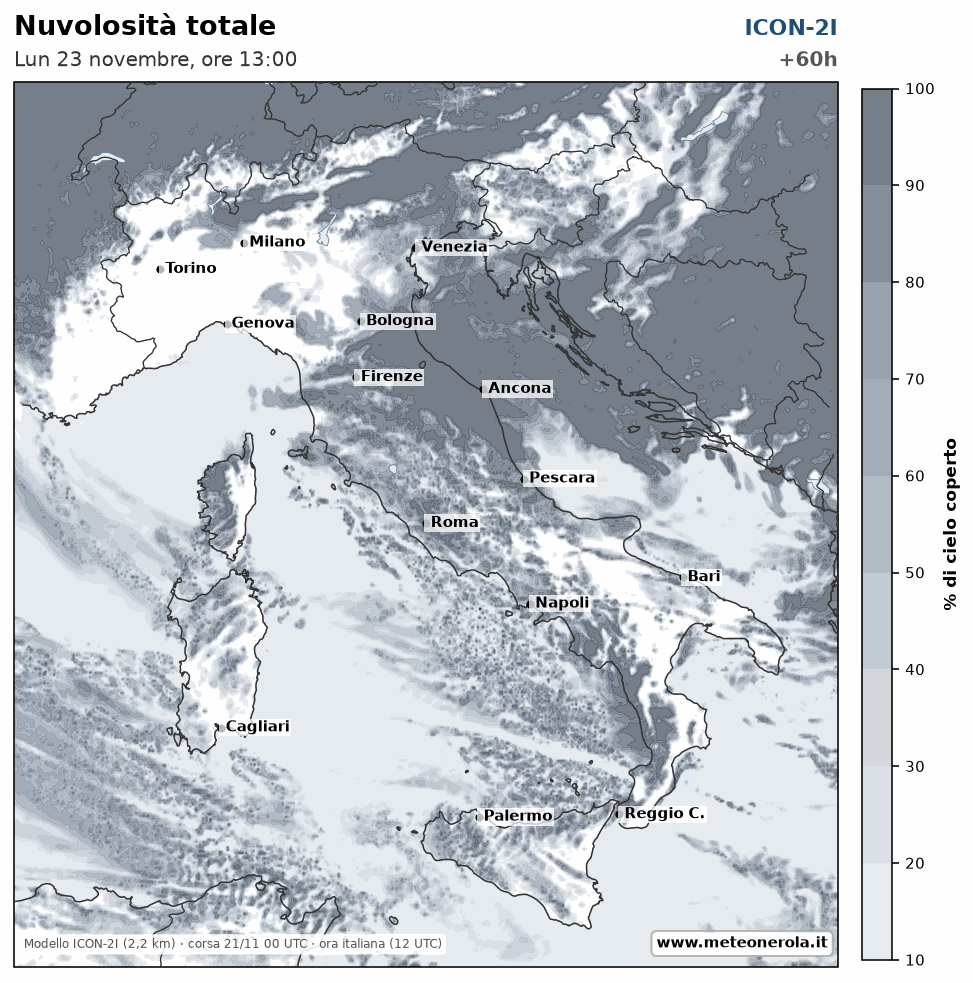 Nuvolosità totale
ICON-2I
Lun 23 novembre, ore 13:00
+60h
100
90
80
70
60
50
40
30
20
10
% di cielo coperto
Milano
Venezia
Torino
Genova
Bologna
Firenze
Ancona
Pescara
Roma
Bari
Napoli
Cagliari
Palermo
Reggio C.
Modello ICON-2I (2,2 km) · corsa 21/11 00 UTC · ora italiana (12 UTC)
www.meteonerola.it